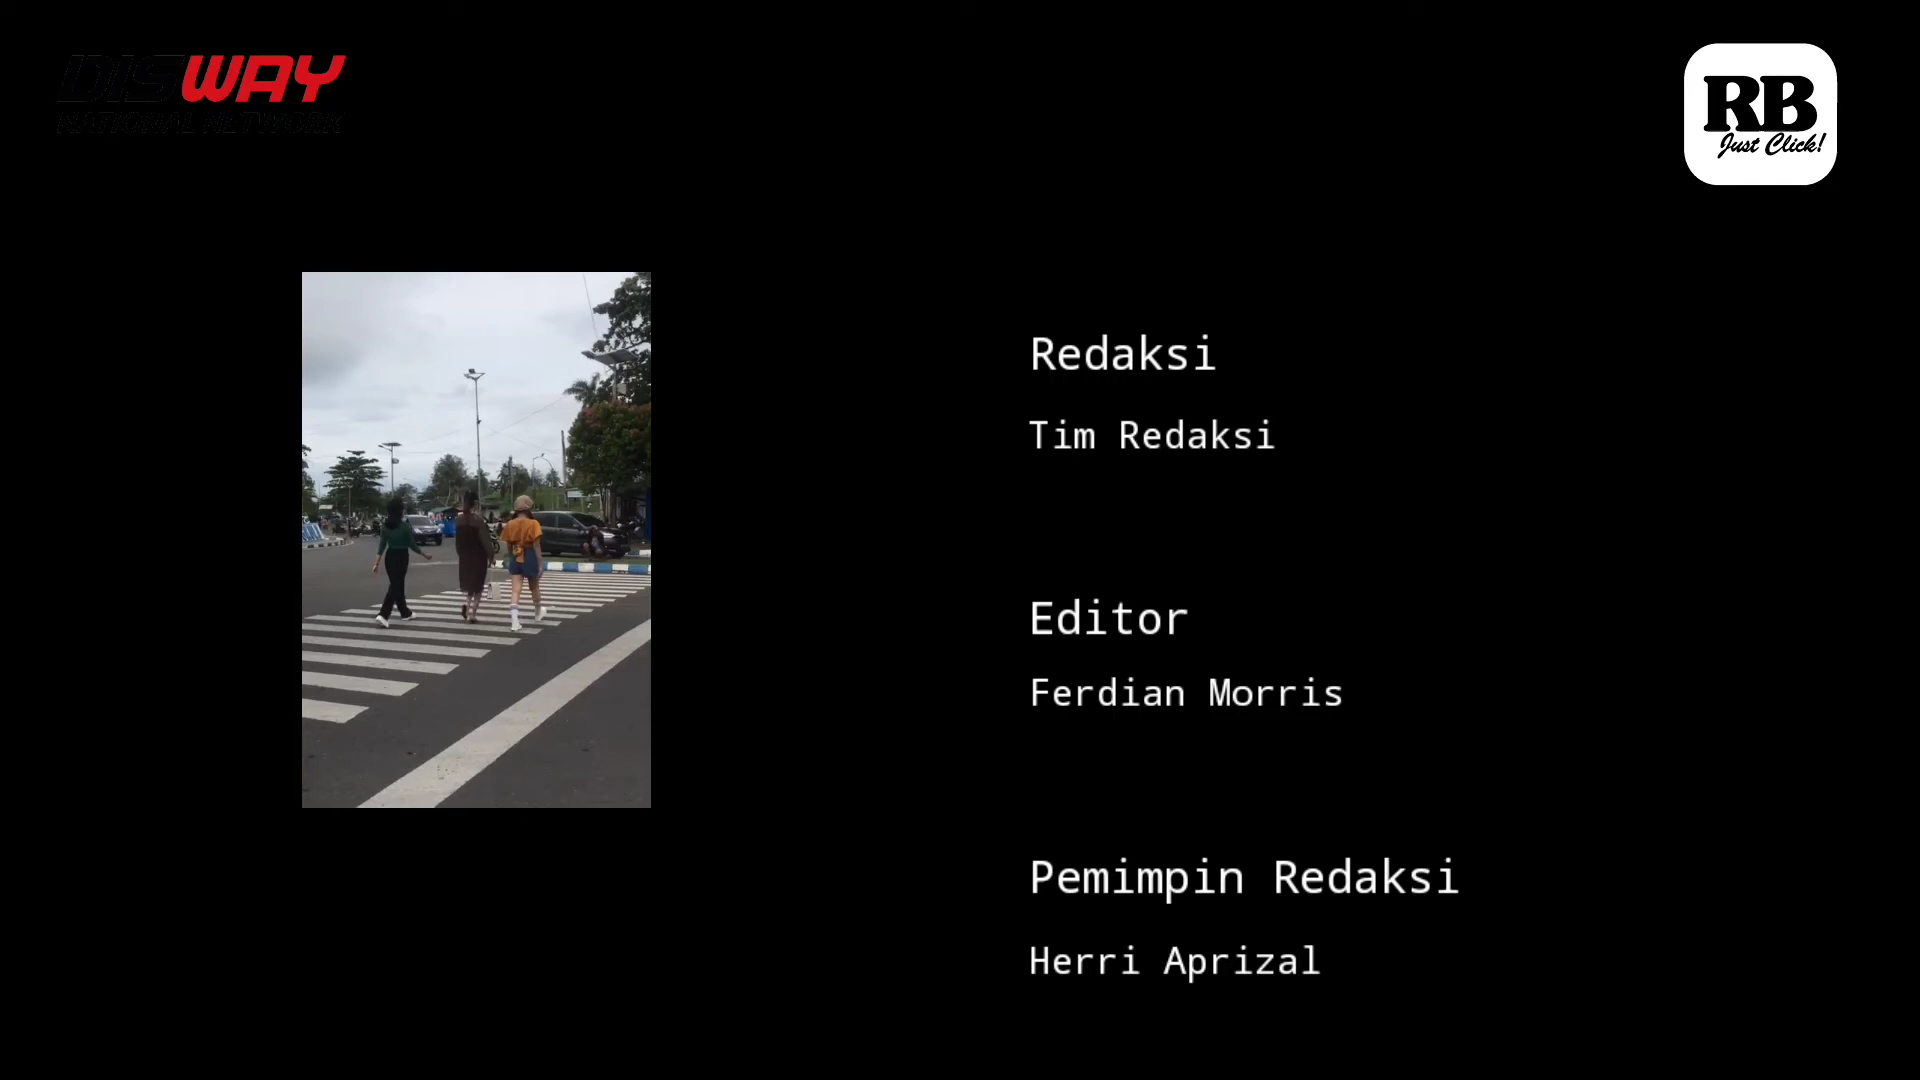 DISWAY
NATIONAL NETWORK
RB
Just Click!
Redaksi
Tim Redaksi
Editor
Ferdian Morris
Pemimpin Redaksi
Herri Aprizal